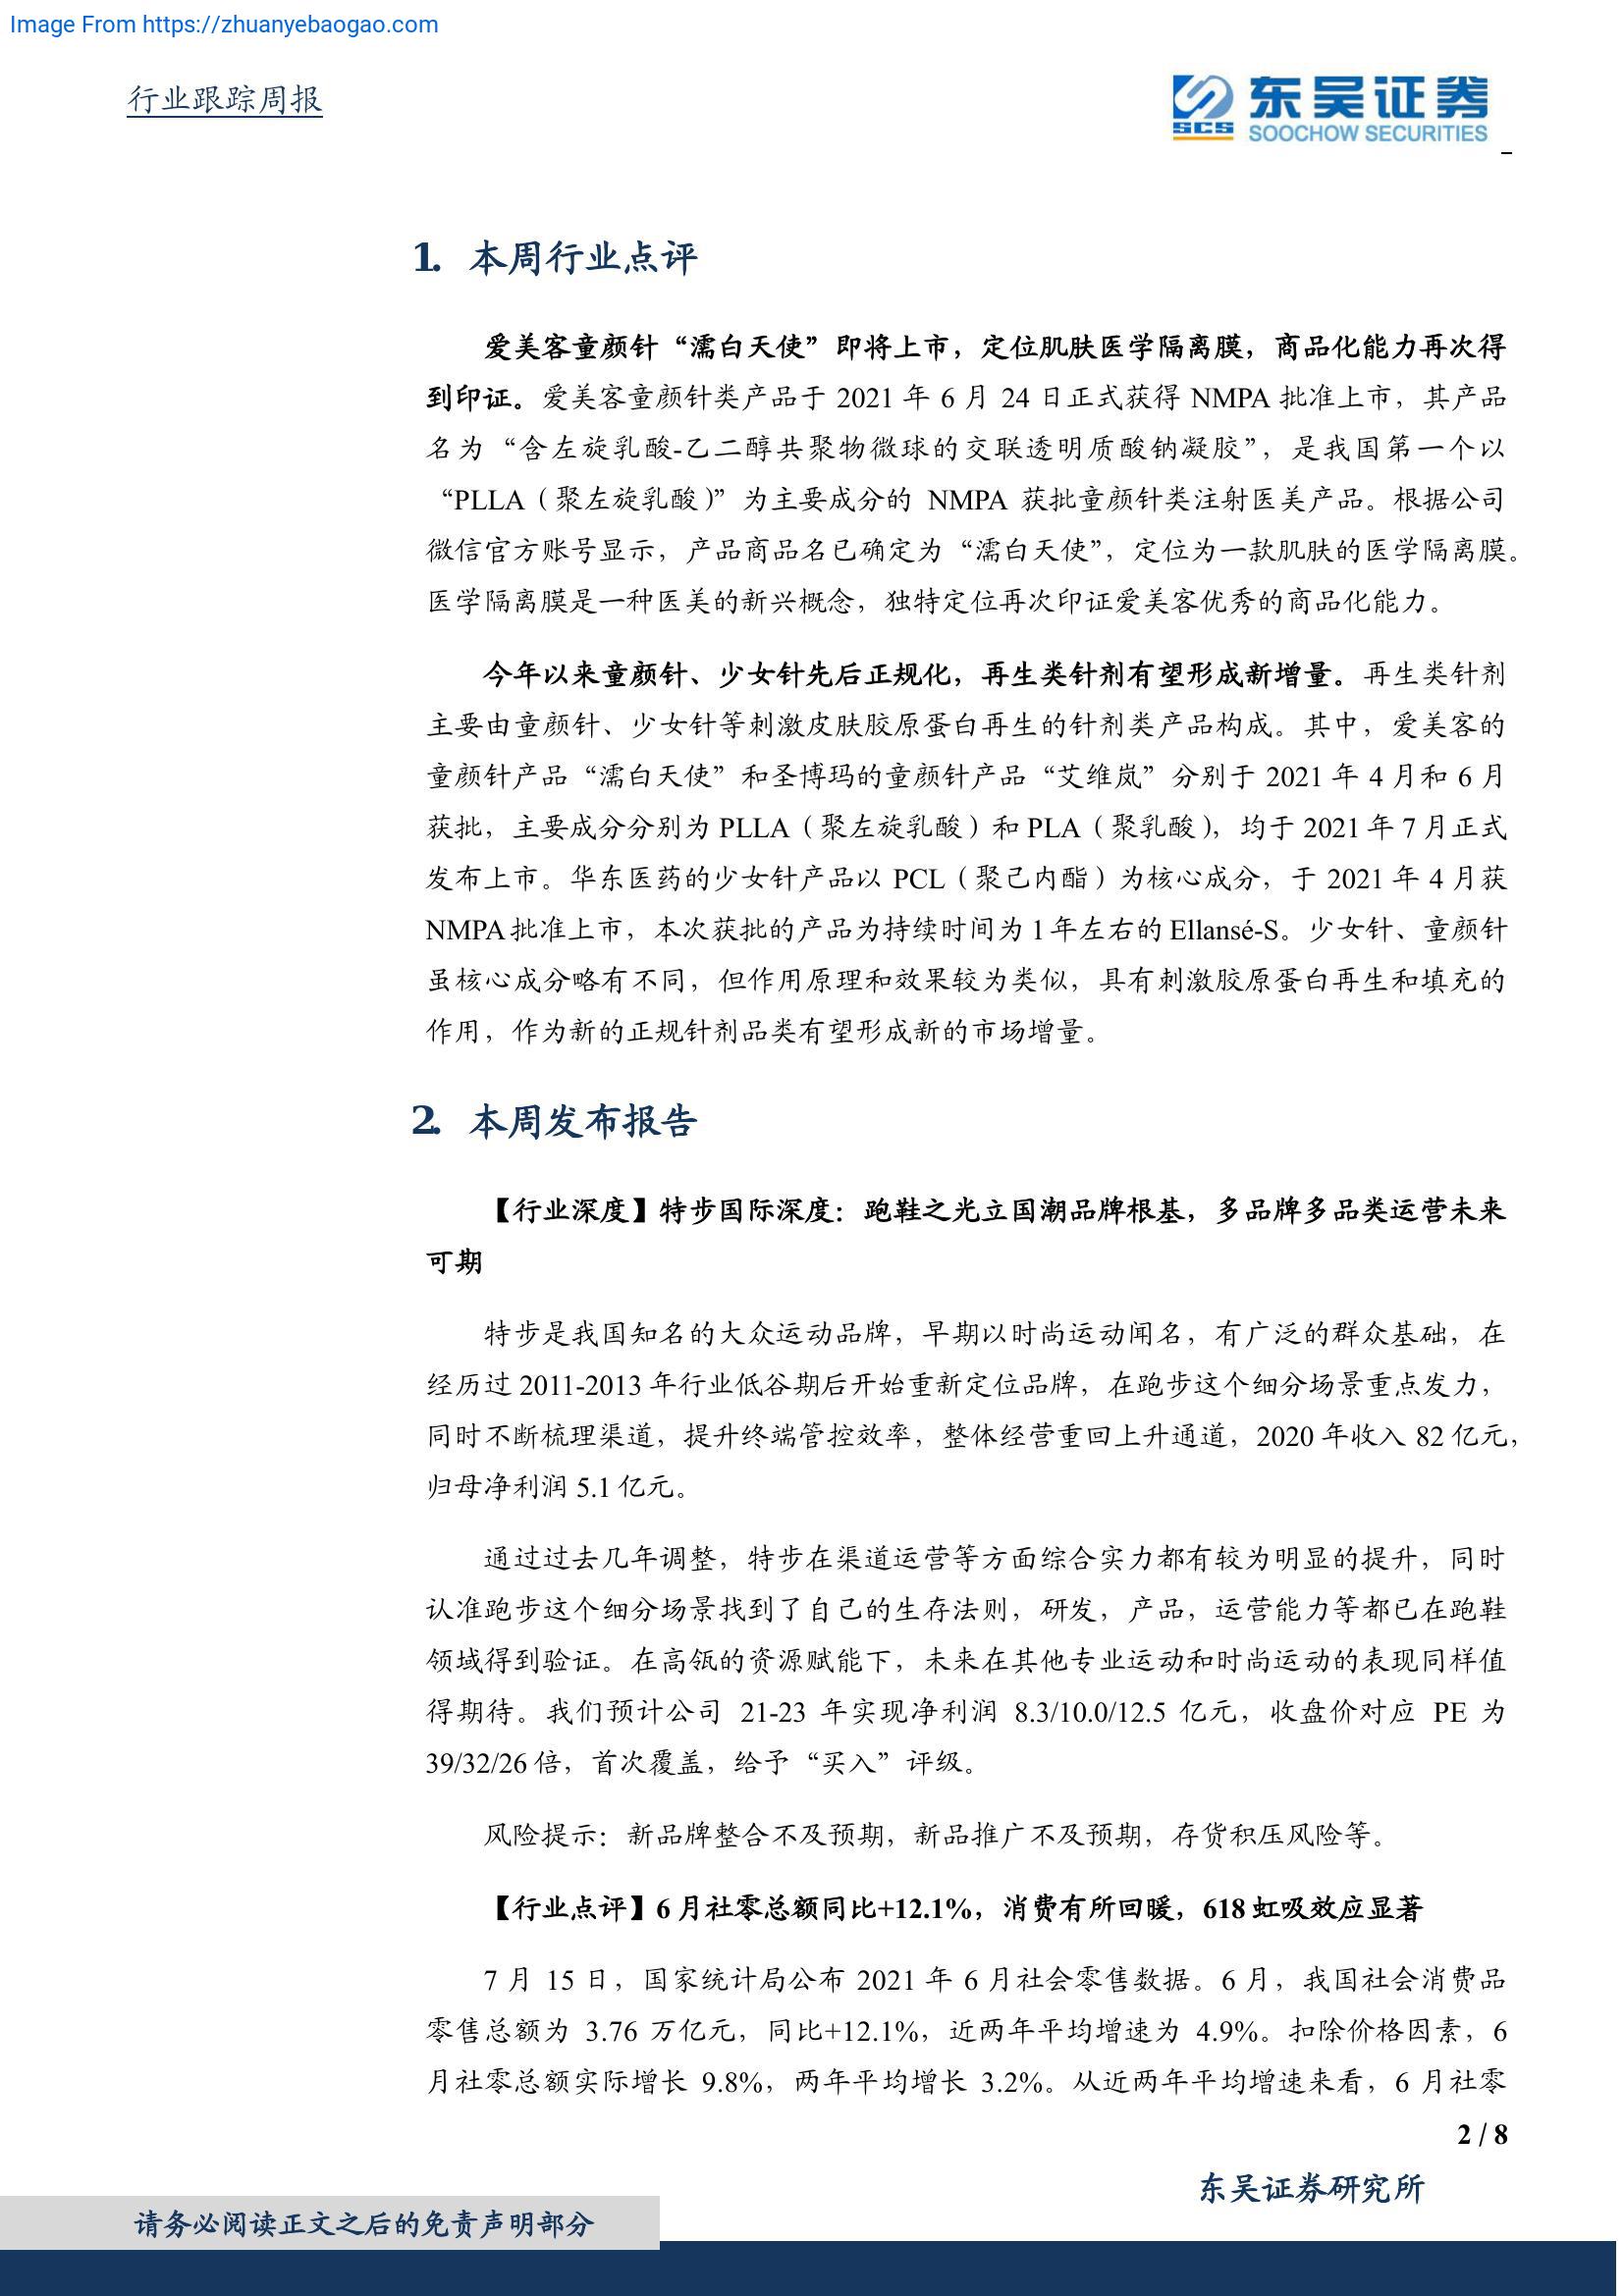 Image From https://zhuanyebaogao.com
行业跟踪周报
东吴证券
SCS
SOOCHOW SECURITIES
1. 本周行业点评
爱美客童颜针“濡白天使”即将上市，定位肌肤医学隔离膜，商品化能力再次得
到印证。爱美客童颜针类产品于 2021 年 6 月 24 日正式获得 NMPA 批准上市，其产品
名为“含左旋乳酸-乙二醇共聚物微球的交联透明质酸钠凝胶”，是我国第一个以
“PLLA（聚左旋乳酸）”为主要成分的 NMPA 获批童颜针类注射医美产品。根据公司
微信官方账号显示，产品商品名已确定为“濡白天使”，定位为一款肌肤的医学隔离膜。
医学隔离膜是一种医美的新兴概念，独特定位再次印证爱美客优秀的商品化能力。
今年以来童颜针、少女针先后正规化，再生类针剂有望形成新增量。再生类针剂
主要由童颜针、少女针等刺激皮肤胶原蛋白再生的针剂类产品构成。其中，爱美客的
童颜针产品“濡白天使”和圣博玛的童颜针产品“艾维岚”分别于 2021 年 4 月和 6 月
获批，主要成分分别为 PLLA（聚左旋乳酸）和 PLA（聚乳酸），均于 2021 年 7 月正式
发布上市。华东医药的少女针产品以 PCL（聚己内酯）为核心成分，于 2021 年 4 月获
NMPA 批准上市，本次获批的产品为持续时间为 1 年左右的 Ellansé-S。少女针、童颜针
虽核心成分略有不同，但作用原理和效果较为类似，具有刺激胶原蛋白再生和填充的
作用，作为新的正规针剂品类有望形成新的市场增量。
2. 本周发布报告
【行业深度】特步国际深度：跑鞋之光立国潮品牌根基，多品牌多品类运营未来
可期
特步是我国知名的大众运动品牌，早期以时尚运动闻名，有广泛的群众基础，在
经历过 2011-2013 年行业低谷期后开始重新定位品牌，在跑步这个细分场景重点发力，
同时不断梳理渠道，提升终端管控效率，整体经营重回上升通道，2020 年收入 82 亿元，
归母净利润 5.1 亿元。
通过过去几年调整，特步在渠道运营等方面综合实力都有较为明显的提升，同时
认准跑步这个细分场景找到了自己的生存法则，研发，产品，运营能力等都已在跑鞋
领域得到验证。在高瓴的资源赋能下，未来在其他专业运动和时尚运动的表现同样值
得期待。我们预计公司 21-23 年实现净利润 8.3/10.0/12.5 亿元，收盘价对应 PE 为
39/32/26 倍，首次覆盖，给予“买入”评级。
风险提示：新品牌整合不及预期，新品推广不及预期，存货积压风险等。
【行业点评】6 月社零总额同比+12.1%，消费有所回暖，618 虹吸效应显著
7 月 15 日，国家统计局公布 2021 年 6 月社会零售数据。6 月，我国社会消费品
零售总额为 3.76 万亿元，同比+12.1%，近两年平均增速为 4.9%。扣除价格因素，6
月社零总额实际增长 9.8%，两年平均增长 3.2%。从近两年平均增速来看，6 月社零
2 / 8
东吴证券研究所
请务必阅读正文之后的免责声明部分